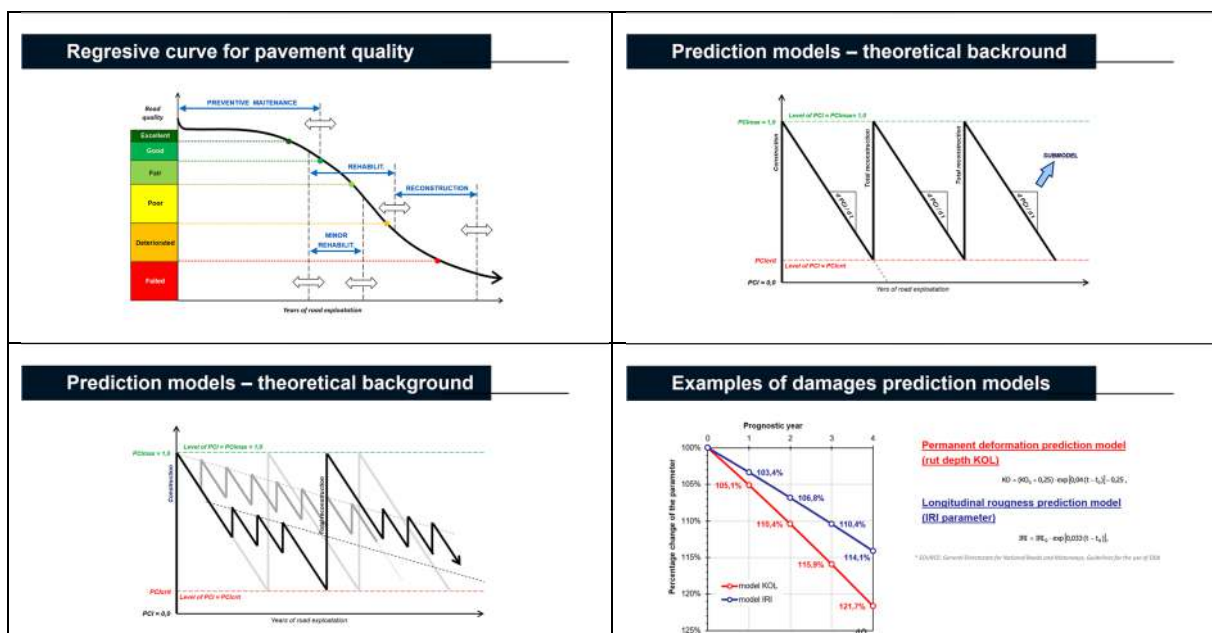 Regresive curve for pavement quality
Road
quality
PREVENTIVE MAITENANCE
Excellent
Good
Fair
REHABILIT.
RECONSTRUCTION
Poor
MINOR
REHABILIT.
Deteriorended
Failed
Years of road exploatation
Prediction models – theoretical backround
PCImax = 1,0
Level of PCI = PCImax= 1,0
Construction
Total reconstruction
Total reconstruction
SUBMODEL
d PCI / d t
d PCI / d t
d PCI / d t
PCIcrit
Level of PCI = PCIcrit
PCI = 0,0
Yers of road exploatation
Prediction models – theoretical background
PCImax = 1,0
Level of PCI = PCImax = 1,0
Construction
PCIcrit
Level of PCI = PCIcrit
PCI = 0,0
Years of road exploatation
Examples of damages prediction models
Prognostic year
0 1 2 3 4
Percentage change of the parameter
100%
105%
110%
115%
120%
125%
103,4%
105,1%
106,8%
110,4%
110,4%
114,1%
115,9%
121,7%
model KOL
model IRI
Permanent deformation prediction model
(rut depth KOL)
Longitudinal rougness prediction model
(IRI parameter)